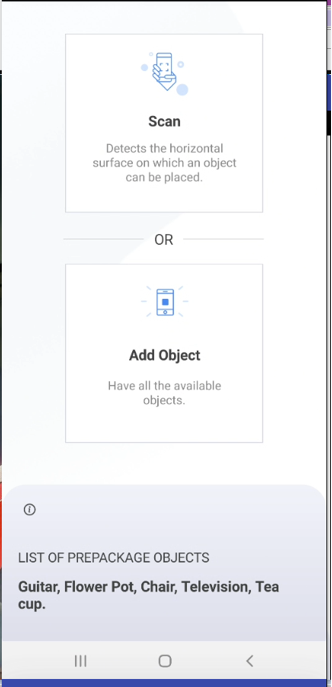 Scan
Detects the horizontal
surface on which an object
can be placed.
OR
Add Object
Have all the available
objects.
LIST OF PREPACKAGE OBJECTS
Guitar, Flower Pot, Chair, Television, Tea
cup.